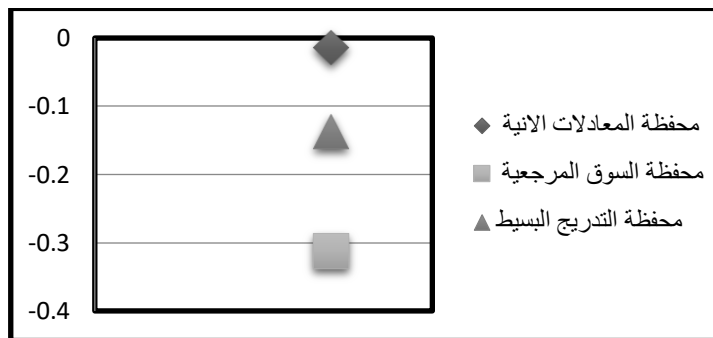 0
-0.1
-0.2
-0.3
-0.4
محفظة المعادلات الانية
محفظة السوق المرجعية
محفظة التدريج البسيط